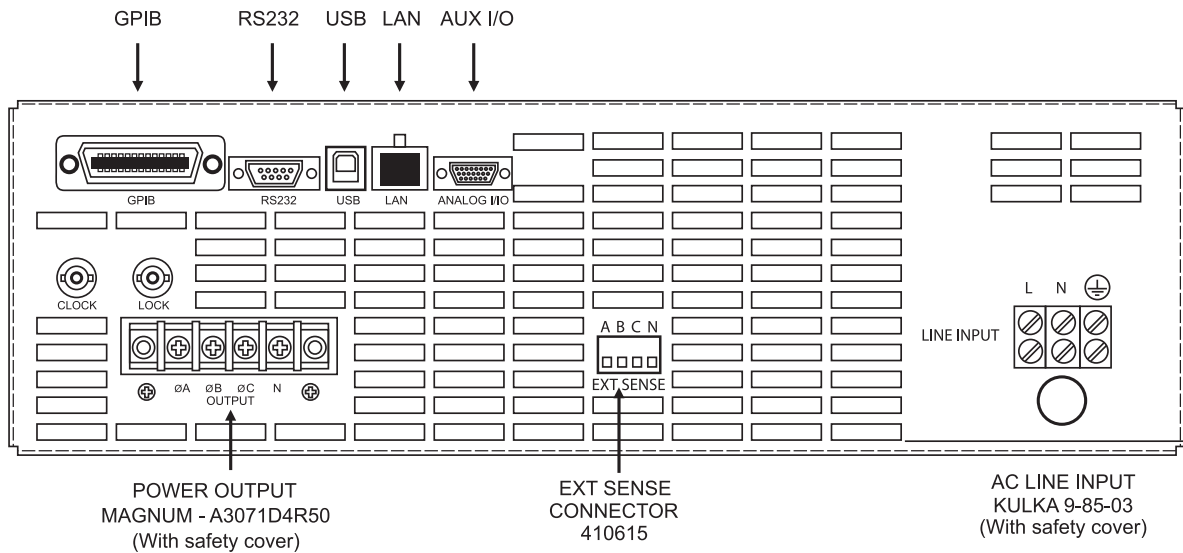 GPIB RS232 USB LAN AUX I/O
GPIB RS232 USB LAN ANALOG I/O
CLOCK LOCK
L N
LINE INPUT
A B C N
EXT SENSE
ØA ØB ØC N
OUTPUT
POWER OUTPUT
MAGNUM - A3071D4R50
(With safety cover)
EXT SENSE
CONNECTOR
410615
AC LINE INPUT
KULKA 9-85-03
(With safety cover)